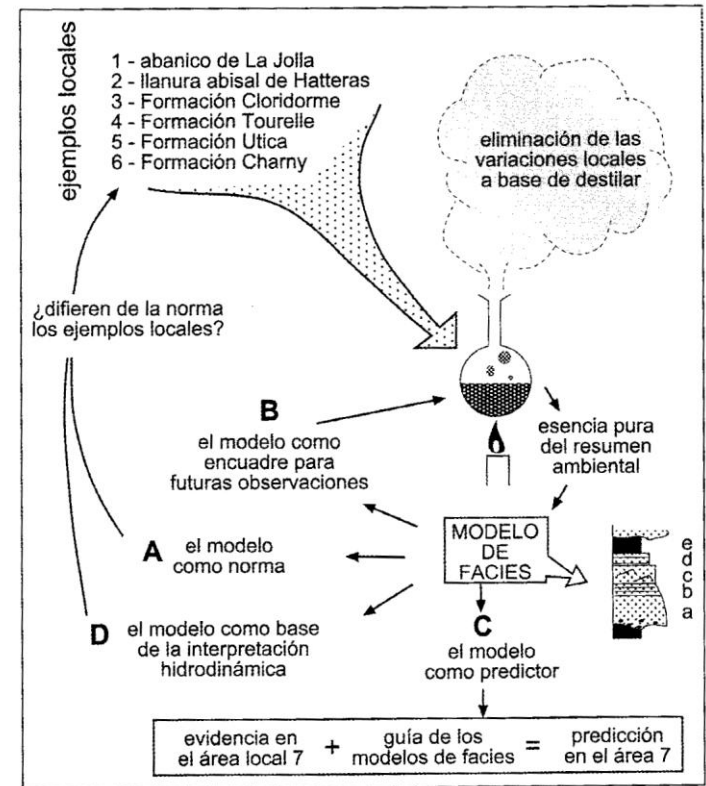 ejemplos locales
1 - abanico de La Jolla
2 - llanura abisal de Hatteras
3 - Formación Cloridorme
4 - Formación Tourelle
5 - Formación Utica
6 - Formación Charny
eliminación de las
variaciones locales
a base de destilar
¿difieren de la norma
los ejemplos locales?
B
el modelo como
encuadre para
futuras observaciones
esencia pura
del resumen
ambiental
A el modelo
como norma
MODELO
DE
FACIES
e
d
c
b
a
D el modelo como base
de la interpretación
hidrodinámica
C
el modelo
como predictor
evidencia en
el área local 7
+
guía de los
modelos de facies
=
predicción
en el área 7